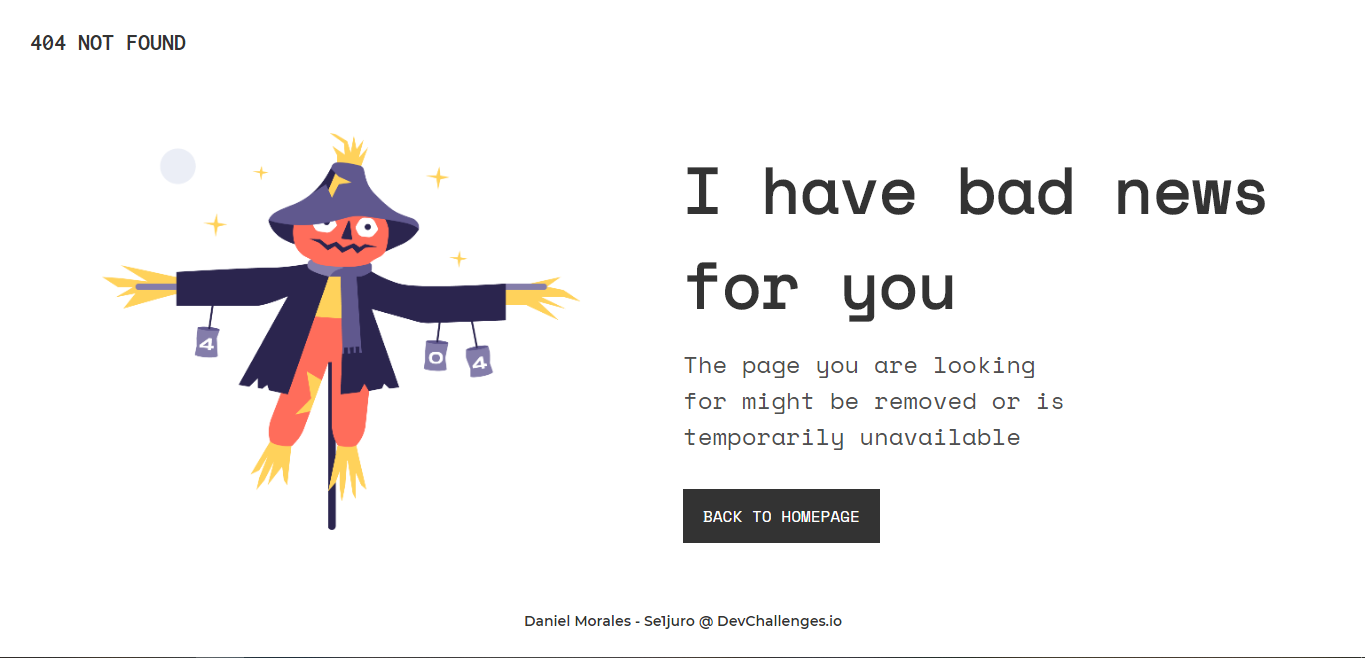 404 NOT FOUND
I have bad news
for you
4
0
4
The page you are looking
for might be removed or is
temporarily unavailable
BACK TO HOMEPAGE
Daniel Morales - Se1juro @ DevChallenges.io